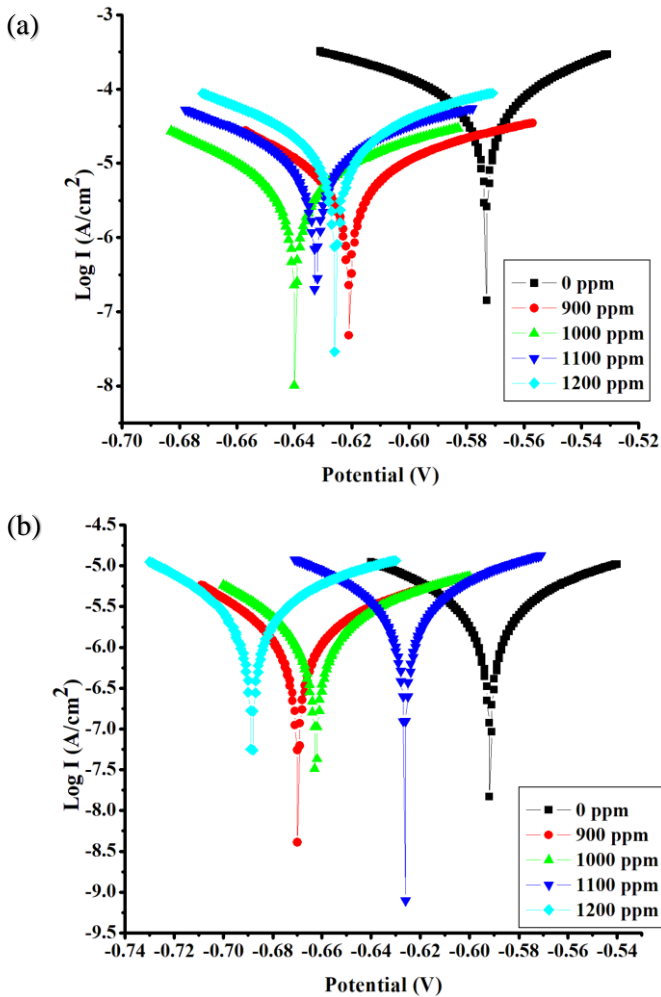 (a)
-3
-4
-5
-6
-7
-8
Log I (A/cm²)
0 ppm
900 ppm
1000 ppm
1100 ppm
1200 ppm
-0.70 -0.68 -0.66 -0.64 -0.62 -0.60 -0.58 -0.56 -0.54 -0.52
Potential (V)
(b)
-4.5
-5.0
-5.5
-6.0
-6.5
-7.0
-7.5
-8.0
-8.5
-9.0
-9.5
Log I (A/cm²)
0 ppm
900 ppm
1000 ppm
1100 ppm
1200 ppm
-0.74 -0.72 -0.70 -0.68 -0.66 -0.64 -0.62 -0.60 -0.58 -0.56 -0.54
Potential (V)